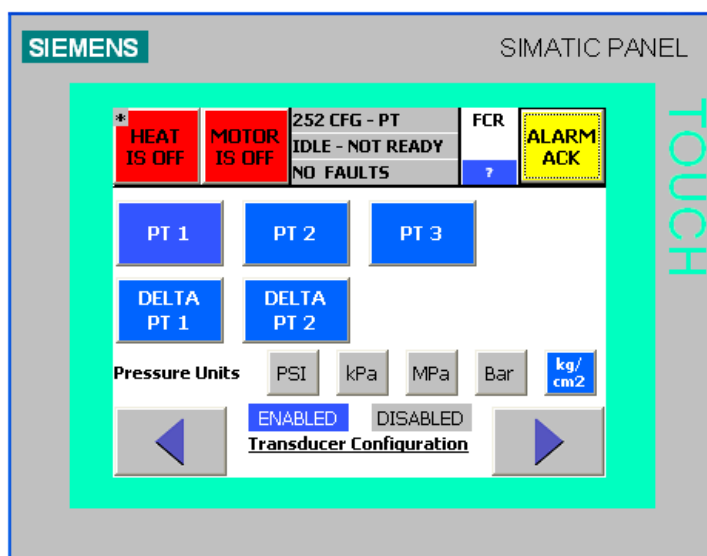 SIEMENS
SIMATIC PANEL
TOUCH
*
HEAT
IS OFF
MOTOR
IS OFF
252 CFG - PT
IDLE - NOT READY
NO FAULTS
FCR
?
ALARM
ACK
PT 1
PT 2
PT 3
DELTA
PT 1
DELTA
PT 2
Pressure Units
PSI
kPa
MPa
Bar
kg/
cm2
ENABLED
DISABLED
Transducer Configuration